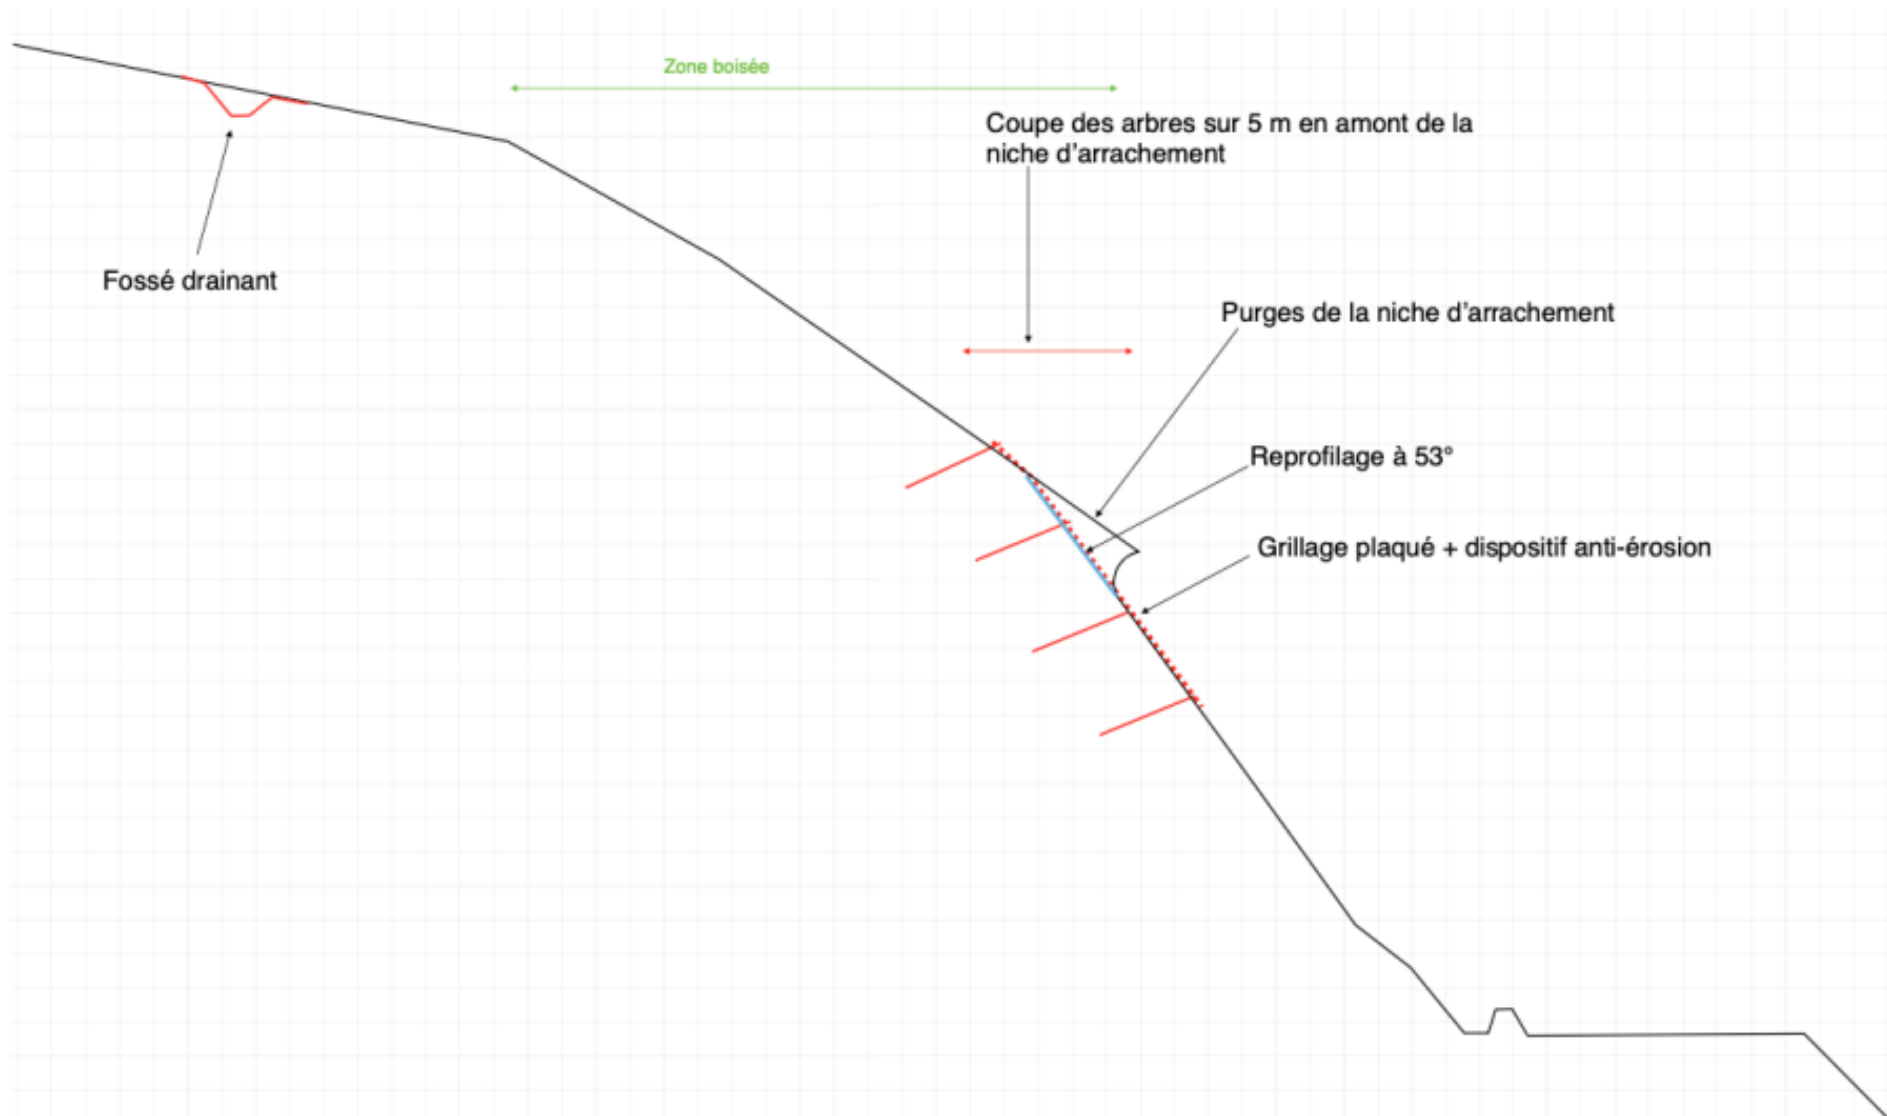 Zone boisée
Coupe des arbres sur 5 m en amont de la
niche d'arrachement
Fossé drainant
Purges de la niche d'arrachement
Reprofilage à 53°
Grillage plaqué + dispositif anti-érosion